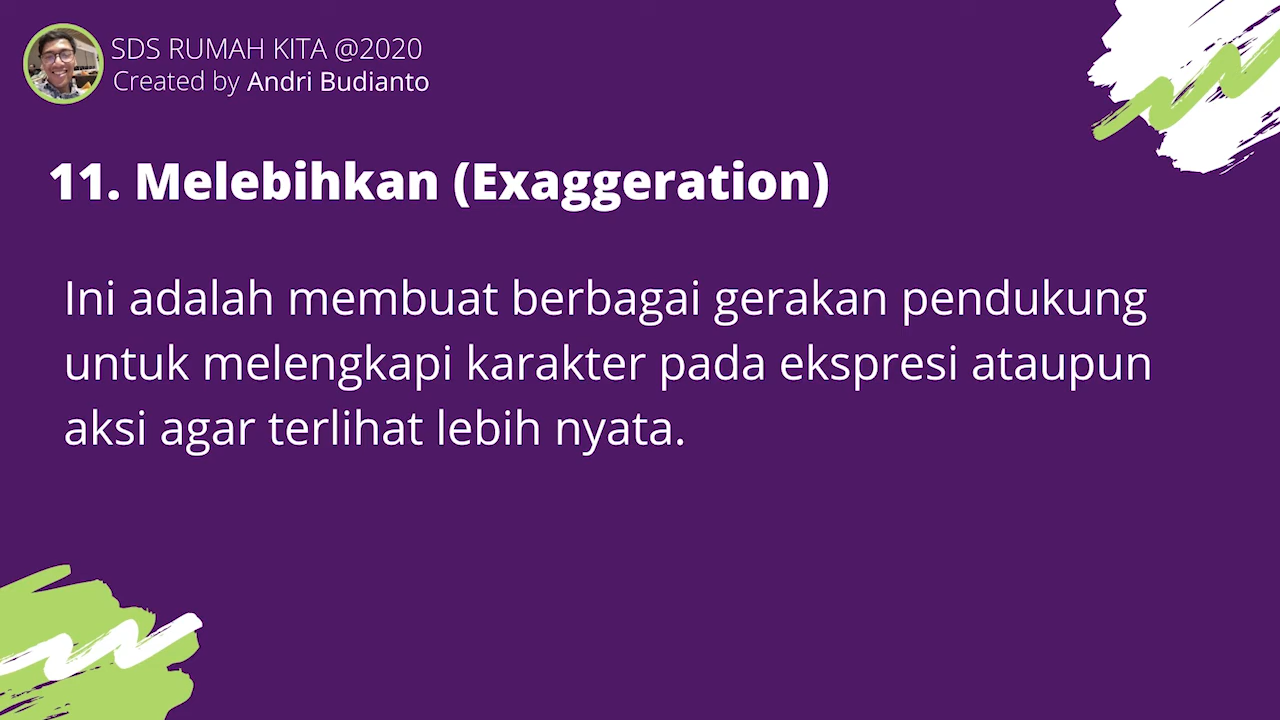 SDS RUMAH KITA @2020
Created by Andri Budianto
11. Melebihkan (Exaggeration)
Ini adalah membuat berbagai gerakan pendukung
untuk melengkapi karakter pada ekspresi ataupun
aksi agar terlihat lebih nyata.